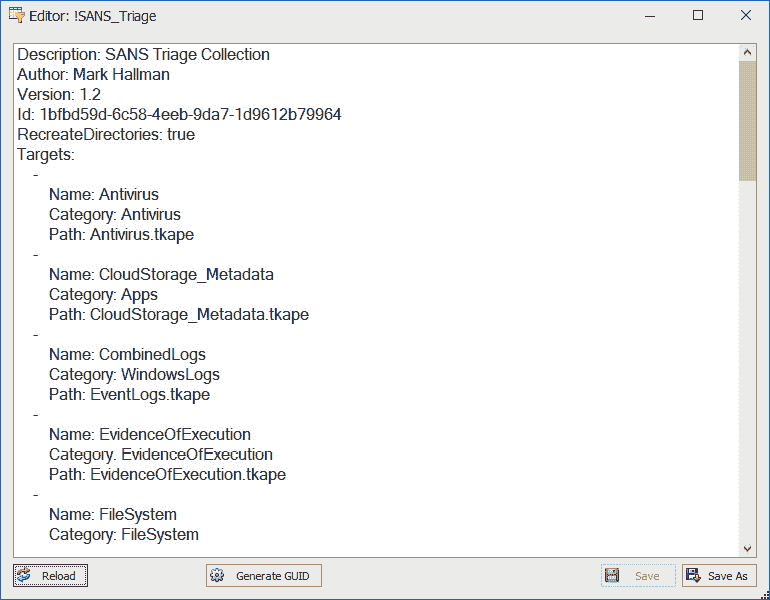 Editor: !SANS_Triage
Description: SANS Triage Collection
Author: Mark Hallman
Version: 1.2
Id: 1bfbd59d-6c58-4eeb-9da7-1d9612b79964
RecreateDirectories: true
Targets:
-
Name: Antivirus
Category: Antivirus
Path: Antivirus.tkape
-
Name: CloudStorage_Metadata
Category: Apps
Path: CloudStorage_Metadata.tkape
-
Name: CombinedLogs
Category: WindowsLogs
Path: EventLogs.tkape
-
Name: EvidenceOfExecution
Category. EvidenceOfExecution
Path: EvidenceOfExecution.tkape
-
Name: FileSystem
Category: FileSystem
Reload Generate GUID Save Save As